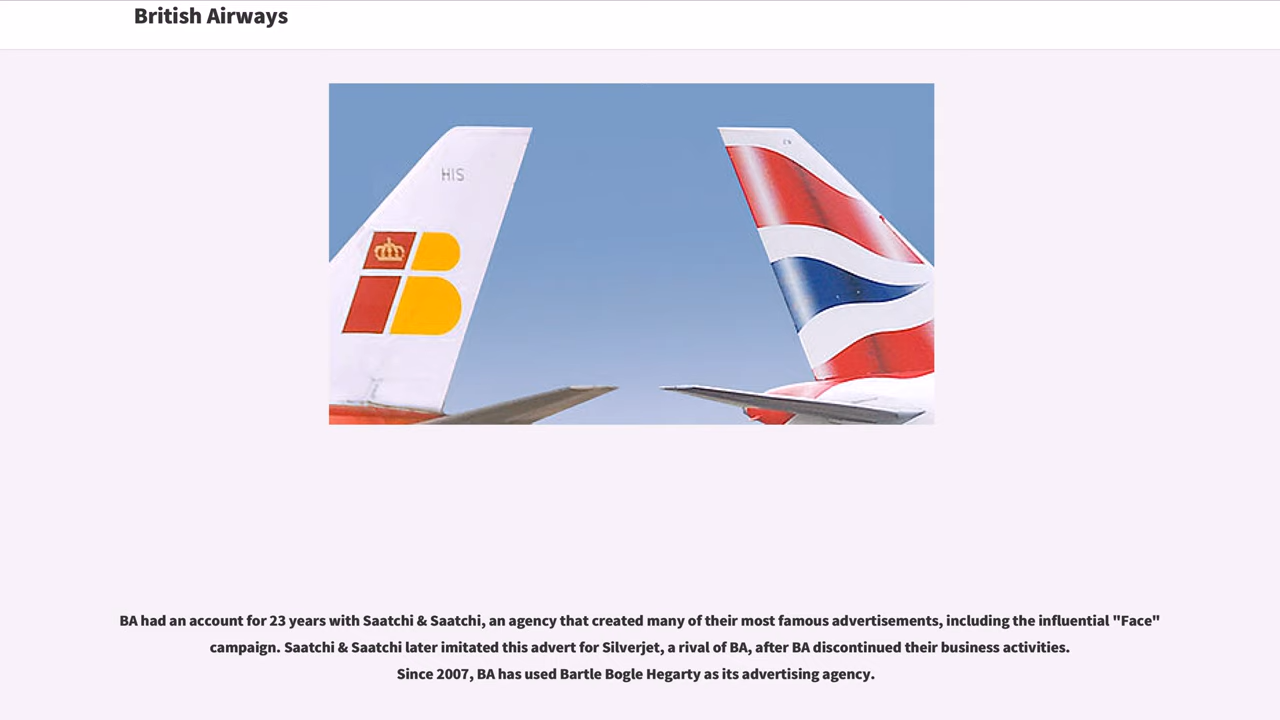 British Airways
HIS
BA had an account for 23 years with Saatchi & Saatchi, an agency that created many of their most famous advertisements, including the influential "Face"
campaign. Saatchi & Saatchi later imitated this advert for Silverjet, a rival of BA, after BA discontinued their business activities.
Since 2007, BA has used Bartle Bogle Hegarty as its advertising agency.